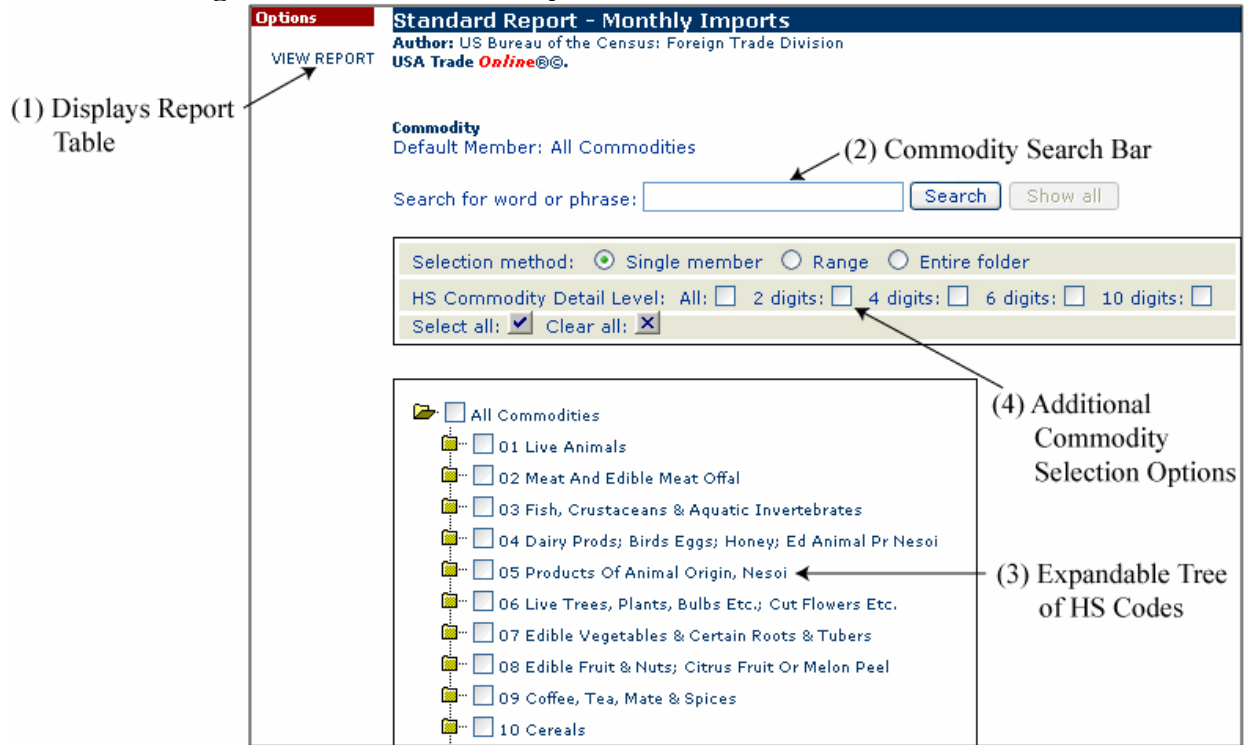 Options
Standard Report - Monthly Imports
Author: US Bureau of the Census: Foreign Trade Division
VIEW REPORT
USA Trade Online®©.
(1) Displays Report
Table
Commodity
Default Member: All Commodities
(2) Commodity Search Bar
Search for word or phrase:
Search
Show all
Selection method: Single member Range Entire folder
HS Commodity Detail Level: All: 2 digits: 4 digits: 6 digits: 10 digits:
Select all: Clear all:
(4) Additional
Commodity
Selection Options
All Commodities
01 Live Animals
02 Meat And Edible Meat Offal
03 Fish, Crustaceans & Aquatic Invertebrates
04 Dairy Prods; Birds Eggs; Honey; Ed Animal Pr Nesoi
05 Products Of Animal Origin, Nesoi
(3) Expandable Tree
of HS Codes
06 Live Trees, Plants, Bulbs Etc.; Cut Flowers Etc.
07 Edible Vegetables & Certain Roots & Tubers
08 Edible Fruit & Nuts; Citrus Fruit Or Melon Peel
09 Coffee, Tea, Mate & Spices
10 Cereals